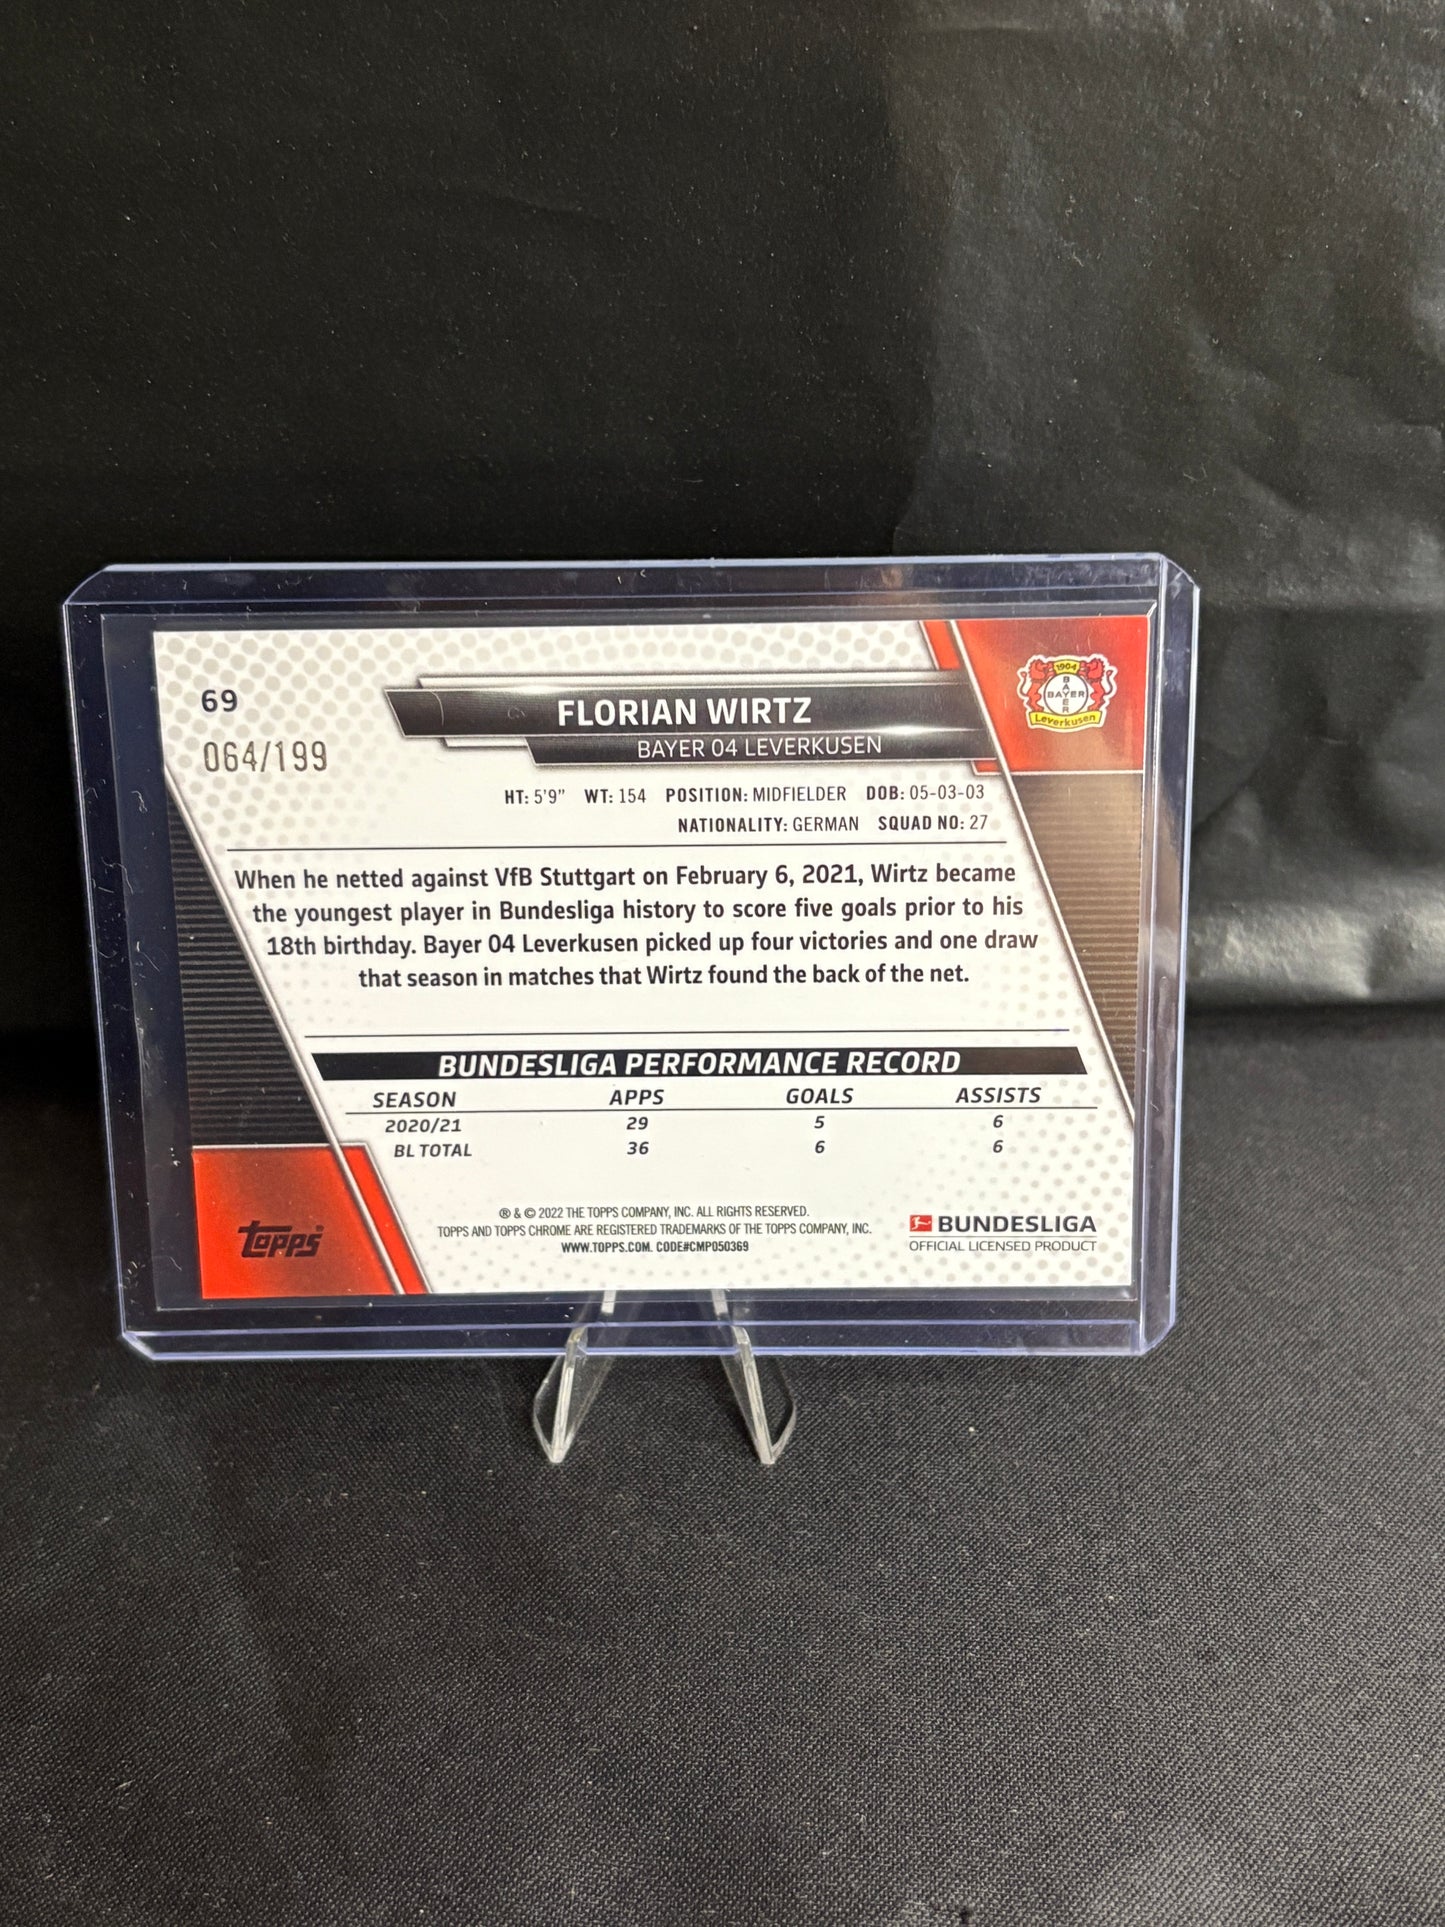 69
064/199
FLORIAN WIRTZ
BAYER 04 LEVERKUSEN
1904
BAYER
BAYER
Leverkusen
HT: 5'9" WT: 154 POSITION: MIDFIELDER DOB: 05-03-03
NATIONALITY: GERMAN SQUAD NO: 27
When he netted against VfB Stuttgart on February 6, 2021, Wirtz became
the youngest player in Bundesliga history to score five goals prior to his
18th birthday. Bayer 04 Leverkusen picked up four victories and one draw
that season in matches that Wirtz found the back of the net.
BUNDESLIGA PERFORMANCE RECORD
SEASON APPS GOALS ASSISTS
2020/21 29 5 6
BL TOTAL 36 6 6
topps®
® & © 2022 THE TOPPS COMPANY, INC. ALL RIGHTS RESERVED.
TOPPS AND TOPPS CHROME ARE REGISTERED TRADEMARKS OF THE TOPPS COMPANY, INC.
WWW.TOPPS.COM. CODE#CMP050369
BUNDESLIGA
OFFICIAL LICENSED PRODUCT